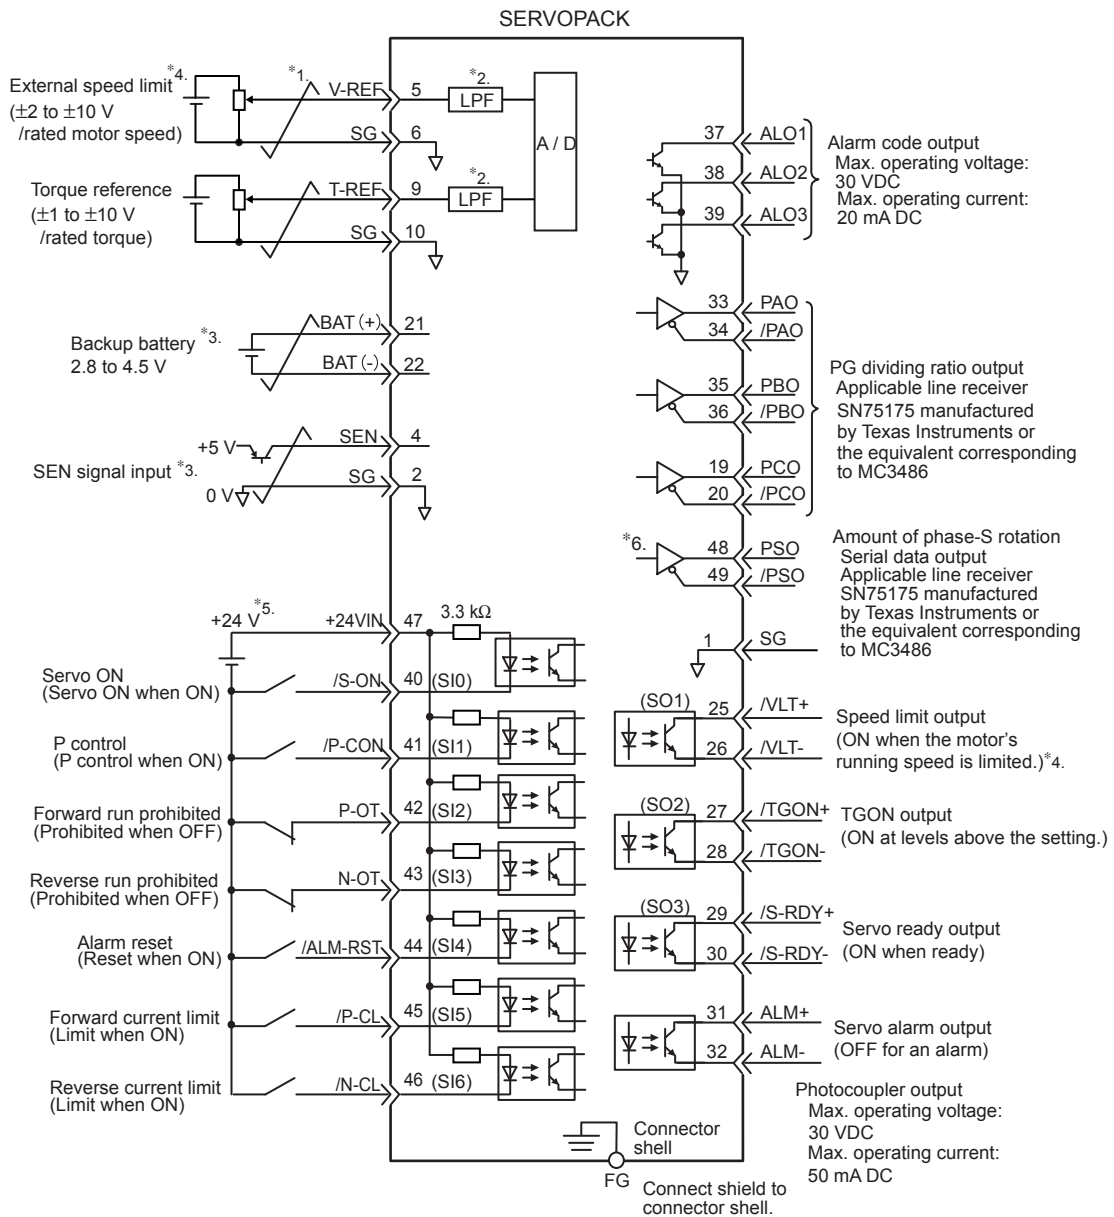 SERVOPACK
External speed limit*4.
(±2 to ±10 V
/rated motor speed)
*1.
V-REF
5
*2.
LPF
SG
6
A / D
Torque reference
(±1 to ±10 V
/rated torque)
T-REF
9
*2.
LPF
SG
10
Backup battery *3.
2.8 to 4.5 V
BAT (+)
21
BAT (-)
22
+5 V
SEN
4
SEN signal input *3.
SG
2
0 V
+24 V*5.
+24VIN
47
3.3 kΩ
Servo ON
(Servo ON when ON)
/S-ON
40
(SI0)
P control
(P control when ON)
/P-CON
41
(SI1)
Forward run prohibited
(Prohibited when OFF)
P-OT
42
(SI2)
Reverse run prohibited
(Prohibited when OFF)
N-OT
43
(SI3)
Alarm reset
(Reset when ON)
/ALM-RST
44
(SI4)
Forward current limit
(Limit when ON)
/P-CL
45
(SI5)
Reverse current limit
(Limit when ON)
/N-CL
46
(SI6)
37
ALO1
38
ALO2
39
ALO3
Alarm code output
Max. operating voltage:
30 VDC
Max. operating current:
20 mA DC
33
PAO
34
/PAO
35
PBO
36
/PBO
19
PCO
20
/PCO
PG dividing ratio output
Applicable line receiver
SN75175 manufactured
by Texas Instruments or
the equivalent corresponding
to MC3486
*6.
48
PSO
49
/PSO
Amount of phase-S rotation
Serial data output
Applicable line receiver
SN75175 manufactured
by Texas Instruments or
the equivalent corresponding
to MC3486
1
SG
(SO1)
25
/VLT+
26
/VLT-
Speed limit output
(ON when the motor's
running speed is limited.)*4.
(SO2)
27
/TGON+
28
/TGON-
TGON output
(ON at levels above the setting.)
(SO3)
29
/S-RDY+
30
/S-RDY-
Servo ready output
(ON when ready)
31
ALM+
32
ALM-
Servo alarm output
(OFF for an alarm)
Photocoupler output
Max. operating voltage:
30 VDC
Max. operating current:
50 mA DC
Connector
shell
FG
Connect shield to
connector shell.